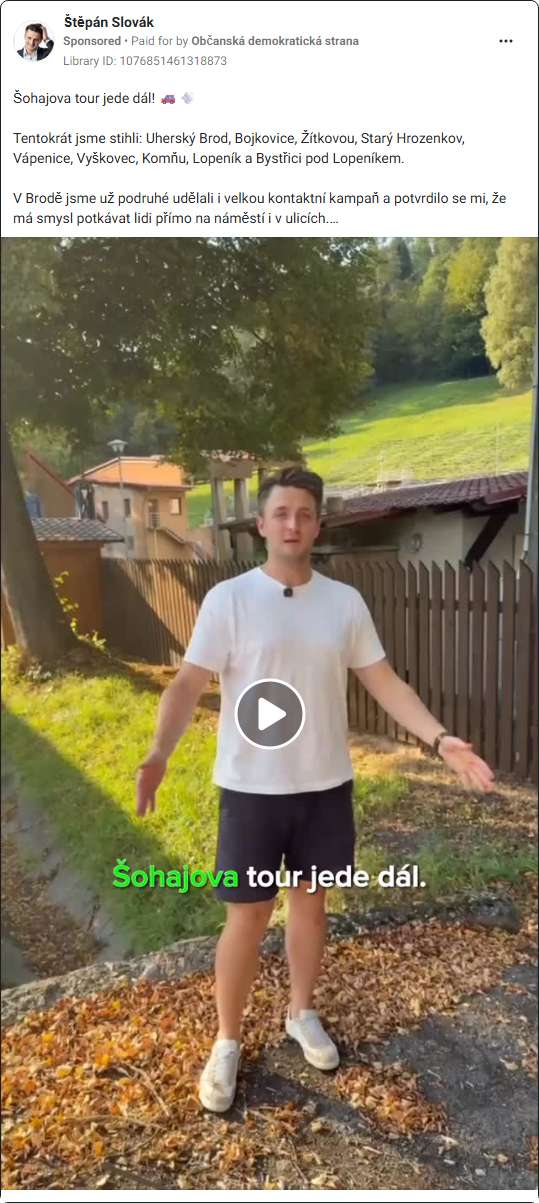 Štěpán Slovák
Sponsored • Paid for by Občanská demokratická strana
Library ID: 1076851461318873
Šohajova tour jede dál! 🚗 💨
Tentokrát jsme stihli: Uherský Brod, Bojkovice, Žítkovou, Starý Hrozenkov,
Vápenice, Vyškovec, Komňu, Lopeník a Bystřici pod Lopeníkem.
V Brodě jsme už podruhé udělali i velkou kontaktní kampaň a potvrdilo se mi, že
má smysl potkávat lidi přímo na náměstí i v ulicích....
Šohajova tour jede dál.